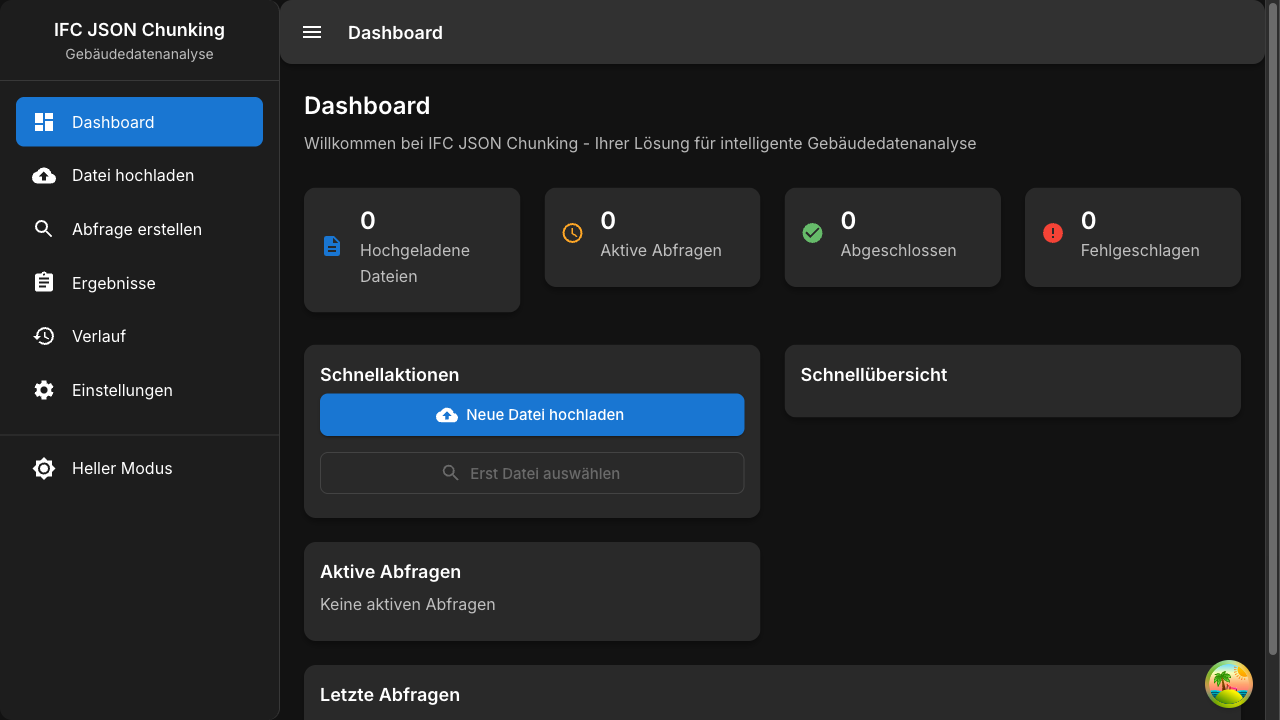 IFC JSON Chunking
Gebäudedatenanalyse
Dashboard
Datei hochladen
Abfrage erstellen
Ergebnisse
Verlauf
Einstellungen
Heller Modus
Dashboard
Dashboard
Willkommen bei IFC JSON Chunking - Ihrer Lösung für intelligente Gebäudedatenanalyse
0
Hochgeladene
Dateien
0
Aktive Abfragen
0
Abgeschlossen
0
Fehlgeschlagen
Schnellaktionen
Neue Datei hochladen
Erst Datei auswählen
Schnellübersicht
Aktive Abfragen
Keine aktiven Abfragen
Letzte Abfragen